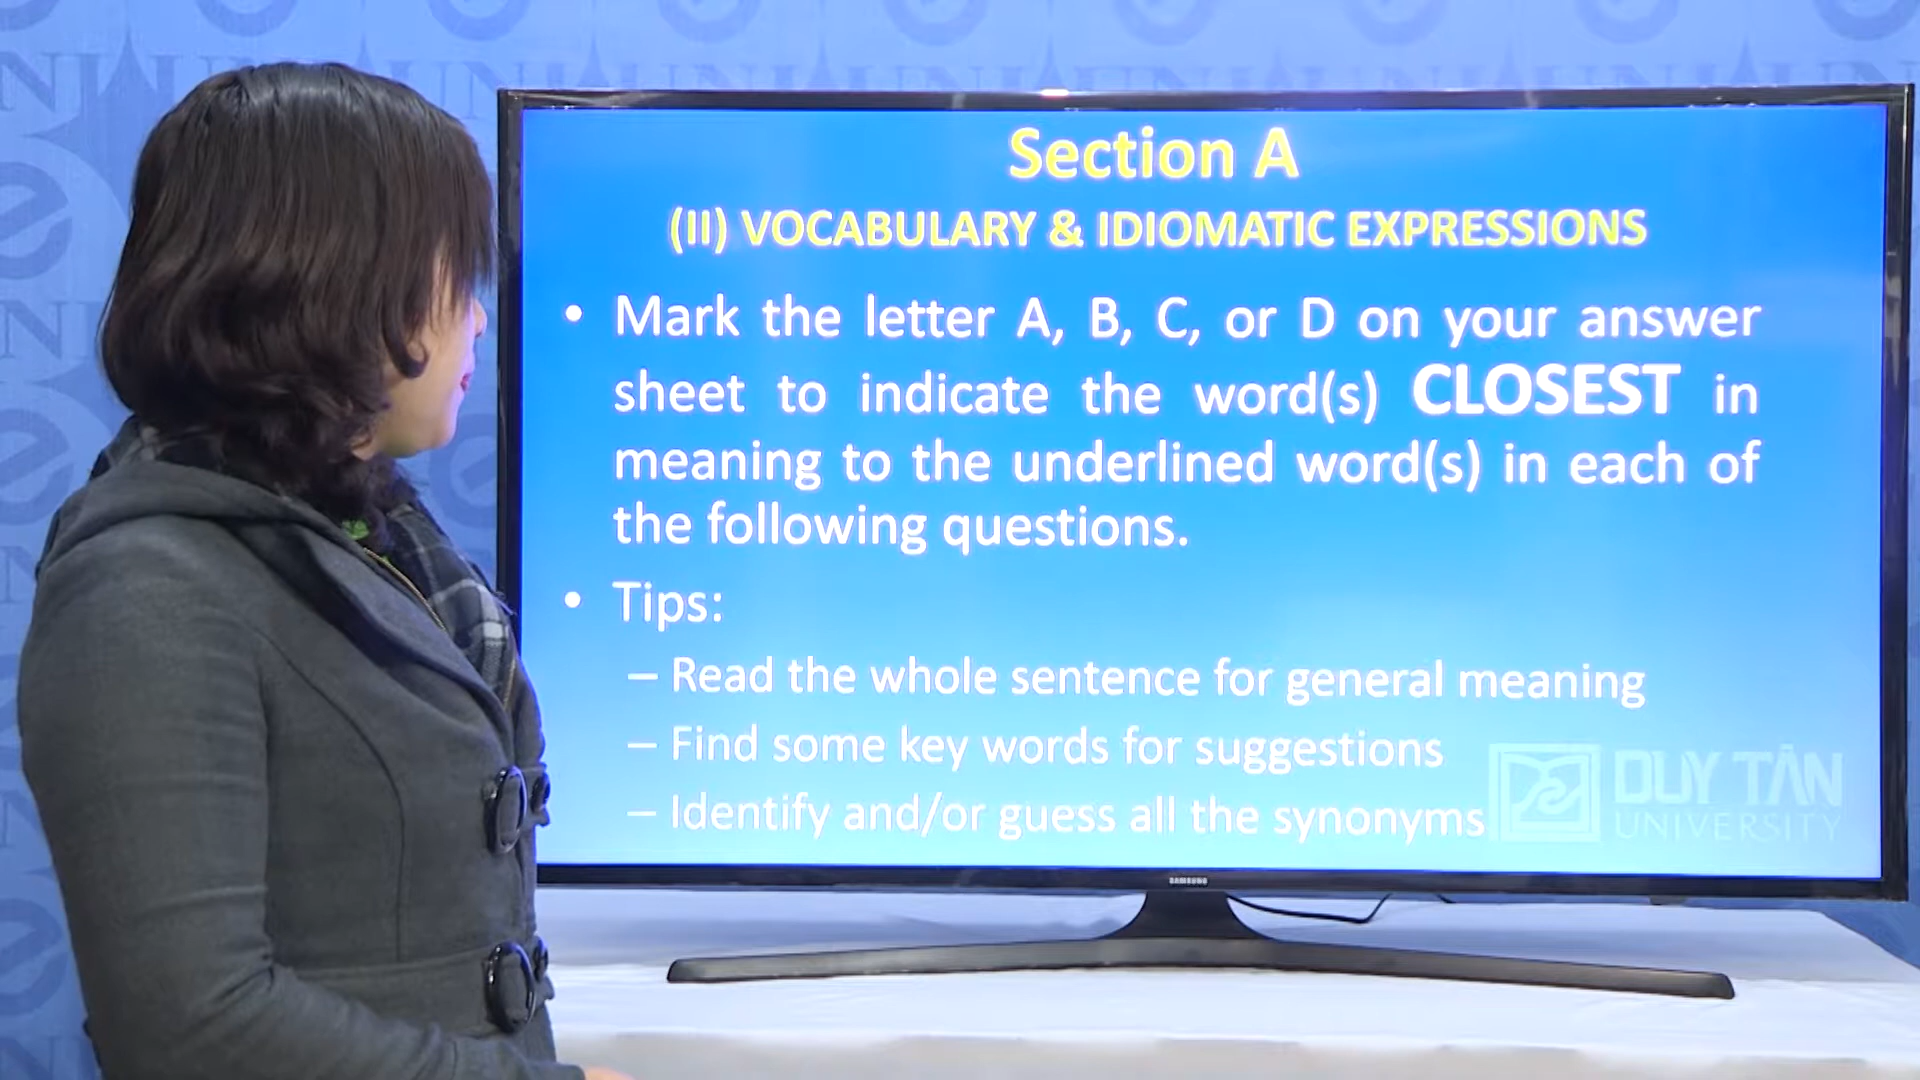 Section A
(II) VOCABULARY & IDIOMATIC EXPRESSIONS
• Mark the letter A, B, C, or D on your answer
sheet to indicate the word(s) CLOSEST in
meaning to the underlined word(s) in each of
the following questions.
• Tips:
– Read the whole sentence for general meaning
– Find some key words for suggestions
– Identify and/or guess all the synonyms
DUY TÂN
UNIVERSITY
SAMSUNG